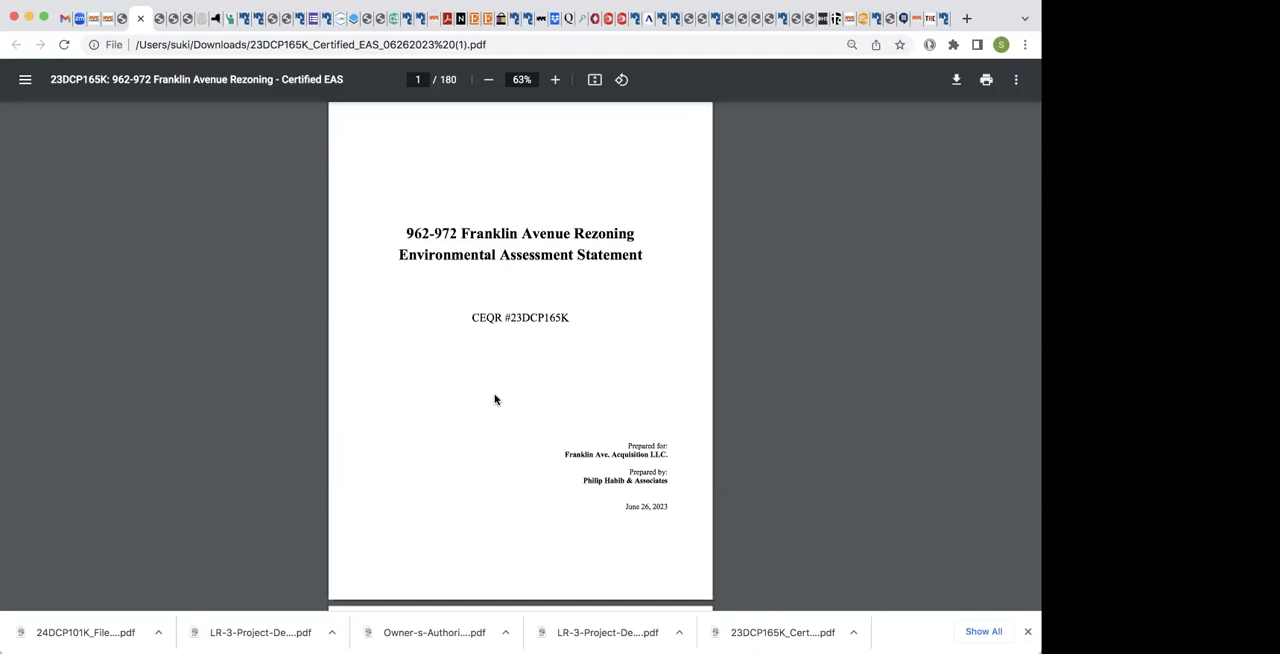 File /Users/suki/Downloads/23DCP165K_Certified_EAS_06262023%20(1).pdf
S
23DCP165K: 962-972 Franklin Avenue Rezoning - Certified EAS
1 / 180
63%
962-972 Franklin Avenue Rezoning
Environmental Assessment Statement
CEQR #23DCP165K
Prepared for:
Franklin Ave. Acquisition LLC.
Prepared by:
Philip Habib & Associates
June 26, 2023
24DCP101K_File....pdf
LR-3-Project-De....pdf
Owner-s-Authori....pdf
LR-3-Project-De....pdf
23DCP165K_Cert....pdf
Show All